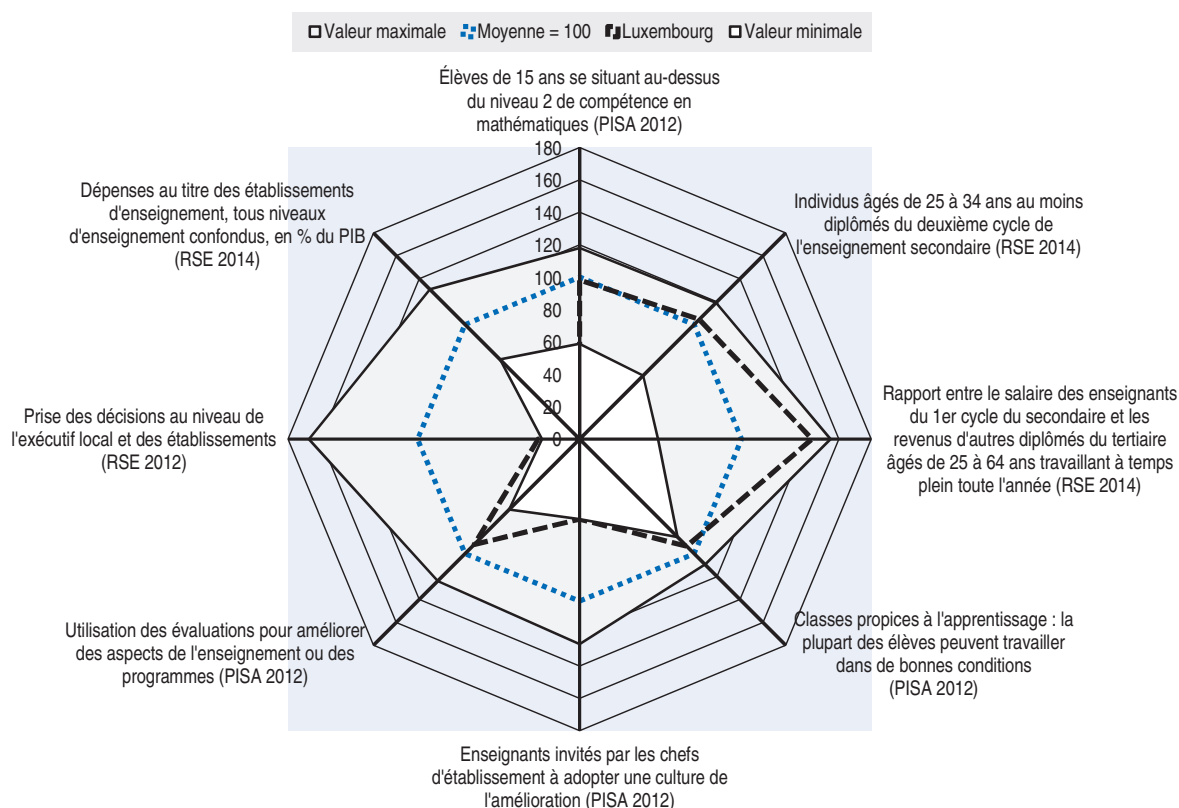 Valeur maximale Moyenne = 100 Luxembourg Valeur minimale
Élèves de 15 ans se situant au-dessus
du niveau 2 de compétence en
mathématiques (PISA 2012)
Individus âgés de 25 à 34 ans au moins
diplômés du deuxième cycle de
l'enseignement secondaire (RSE 2014)
Rapport entre le salaire des enseignants
du 1er cycle du secondaire et les
revenus d'autres diplômés du tertiaire
âgés de 25 à 64 ans travaillant à temps
plein toute l'année (RSE 2014)
Classes propices à l'apprentissage : la
plupart des élèves peuvent travailler
dans de bonnes conditions
(PISA 2012)
Enseignants invités par les chefs
d'établissement à adopter une culture de
l'amélioration (PISA 2012)
Utilisation des évaluations pour améliorer
des aspects de l'enseignement ou des
programmes (PISA 2012)
Prise des décisions au niveau de
l'exécutif local et des établissements
(RSE 2012)
Dépenses au titre des établissements
d'enseignement, tous niveaux
d'enseignement confondus, en % du PIB
(RSE 2014)
180
160
140
120
100
80
60
40
20
0